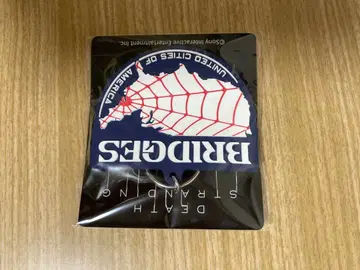 DEATH
STRANDING
BRIDGES
UNITED CITIES OF AMERICA
©Sony Interactive Entertainment Inc.